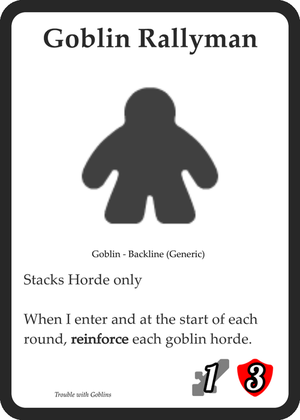 Goblin Rallyman
Goblin - Backline (Generic)
Stacks Horde only
When I enter and at the start of each
round, reinforce each goblin horde.
1 3
Trouble with Goblins